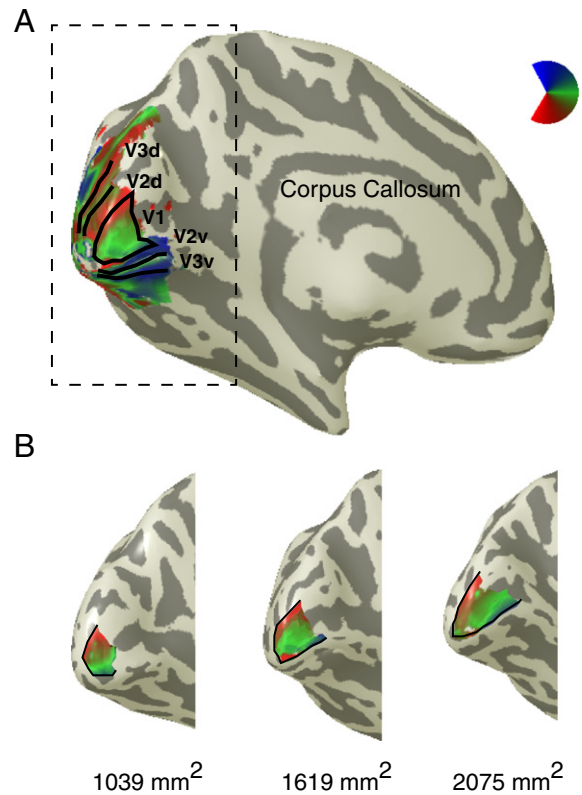 A
V3d
V2d
V1
V2v
V3v
Corpus Callosum
B
1039 mm2 1619 mm2 2075 mm2